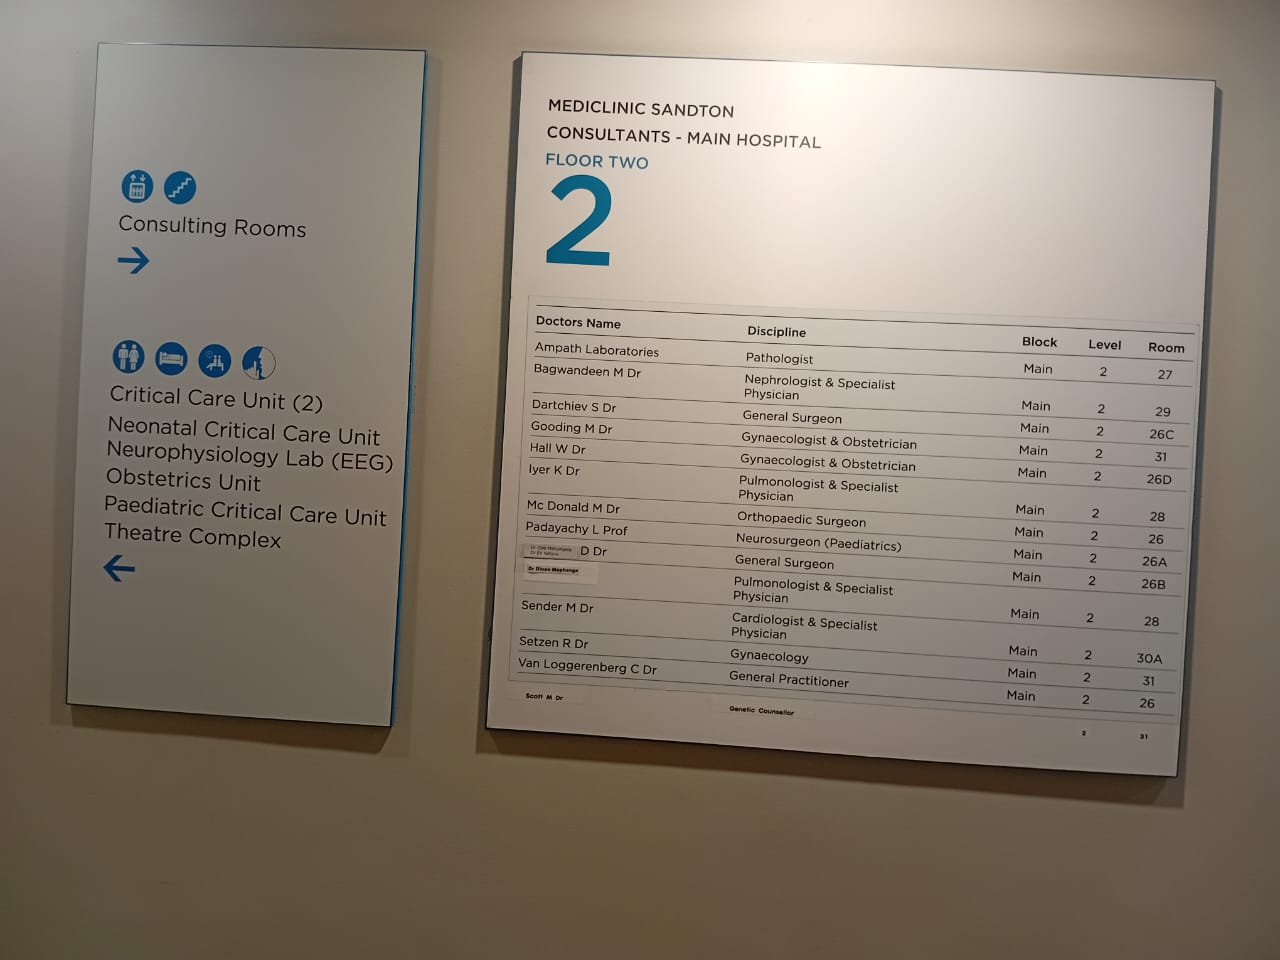 Consulting Rooms
→
Critical Care Unit (2)
Neonatal Critical Care Unit
Neurophysiology Lab (EEG)
Obstetrics Unit
Paediatric Critical Care Unit
Theatre Complex
←
MEDICLINIC SANDTON
CONSULTANTS - MAIN HOSPITAL
FLOOR TWO
2
Doctors Name Discipline Block Level Room
Ampath Laboratories Pathologist Main 2 27
Bagwandeen M Dr Nephrologist & Specialist
Physician Main 2 29
Dartchiev S Dr General Surgeon Main 2 26C
Gooding M Dr Gynaecologist & Obstetrician Main 2 31
Hall W Dr Gynaecologist & Obstetrician Main 2 26D
Iyer K Dr Pulmonologist & Specialist
Physician Main 2 28
Mc Donald M Dr Orthopaedic Surgeon Main 2 26
Padayachy L Prof Neurosurgeon (Paediatrics) Main 2 26A
D Dr General Surgeon Main 2 26B
Pulmonologist & Specialist
Physician Main 2 28
Sender M Dr Cardiologist & Specialist
Physician Main 2 30A
Setzen R Dr Gynaecology Main 2 31
Van Loggerenberg C Dr General Practitioner Main 2 26
Scott M Dr Genetic Counsellor 2 31